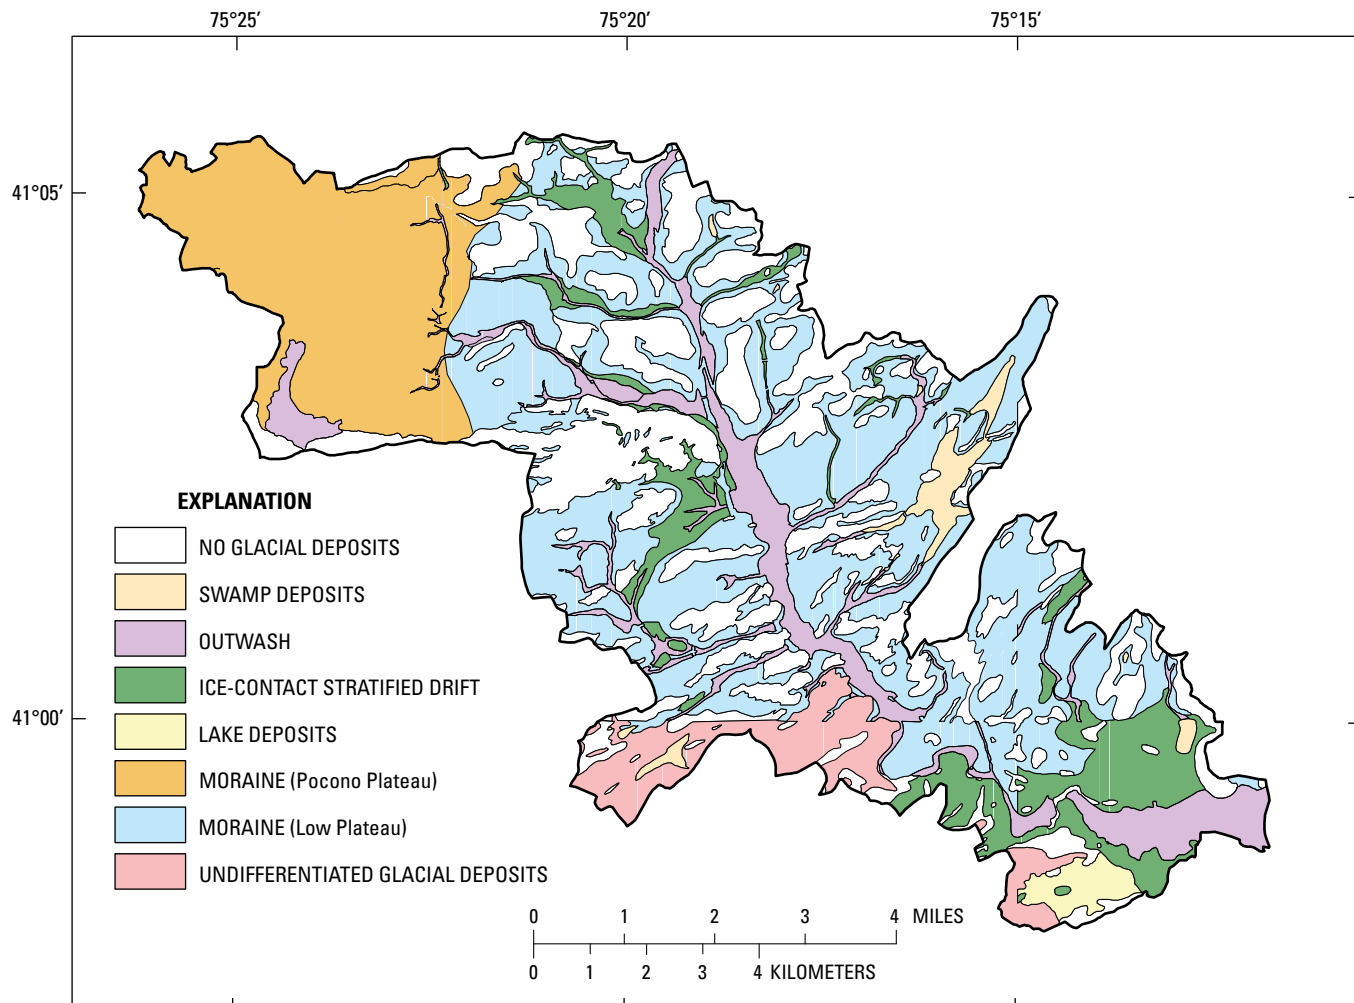 75°25′ 75°20′ 75°15′
41°05′
EXPLANATION
NO GLACIAL DEPOSITS
SWAMP DEPOSITS
OUTWASH
ICE-CONTACT STRATIFIED DRIFT
41°00′
LAKE DEPOSITS
MORAINE (Pocono Plateau)
MORAINE (Low Plateau)
UNDIFFERENTIATED GLACIAL DEPOSITS
0 1 2 3 4 MILES
0 1 2 3 4 KILOMETERS